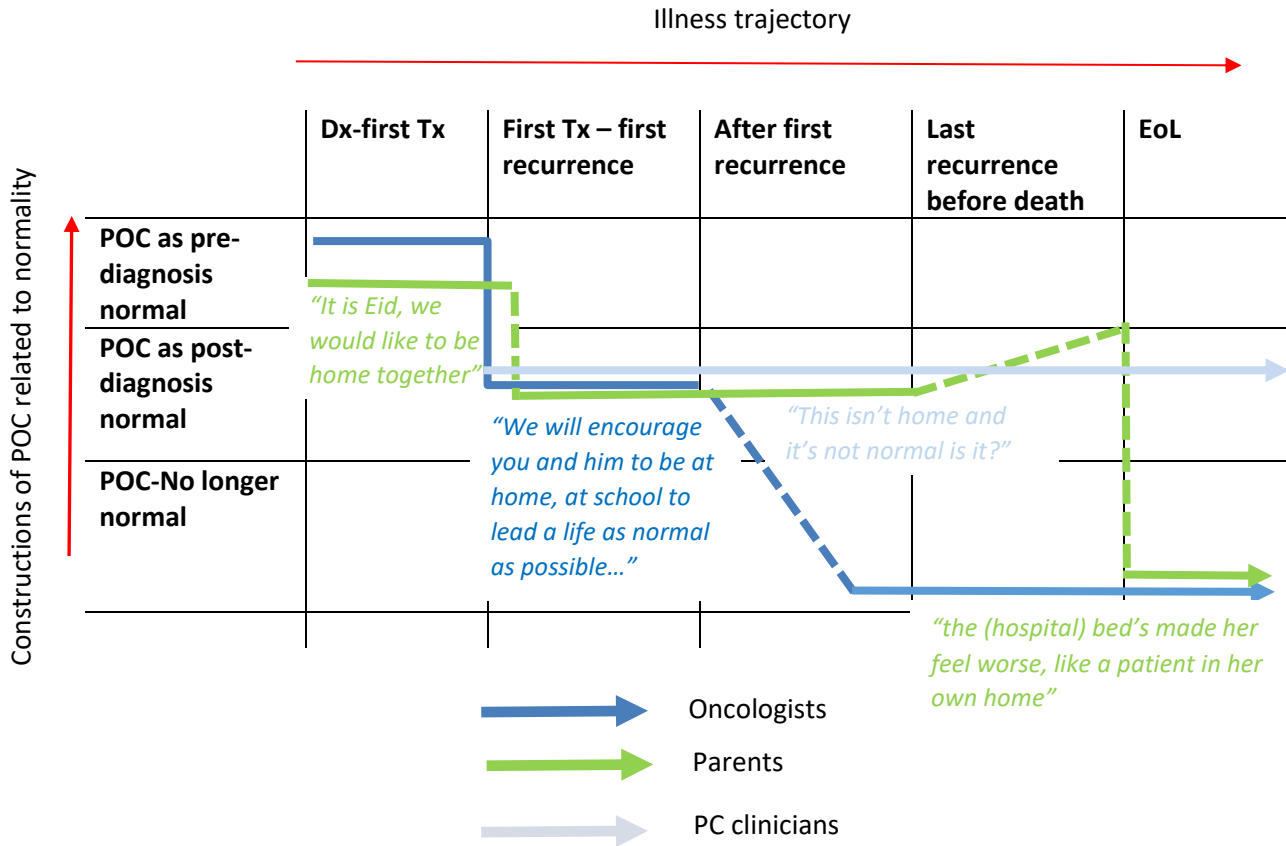 Illness trajectory
Constructions of POC related to normality
Dx-first Tx
First Tx – first
recurrence
After first
recurrence
Last
recurrence
before death
EoL
POC as pre-
diagnosis
normal
“It is Eid, we
would like to be
home together”
POC as post-
diagnosis
normal
“This isn’t home and
it’s not normal is it?”
“We will encourage
you and him to be at
home, at school to
lead a life as normal
as possible…”
POC-No longer
normal
“the (hospital) bed’s made her
feel worse, like a patient in her
own home”
Oncologists
Parents
PC clinicians